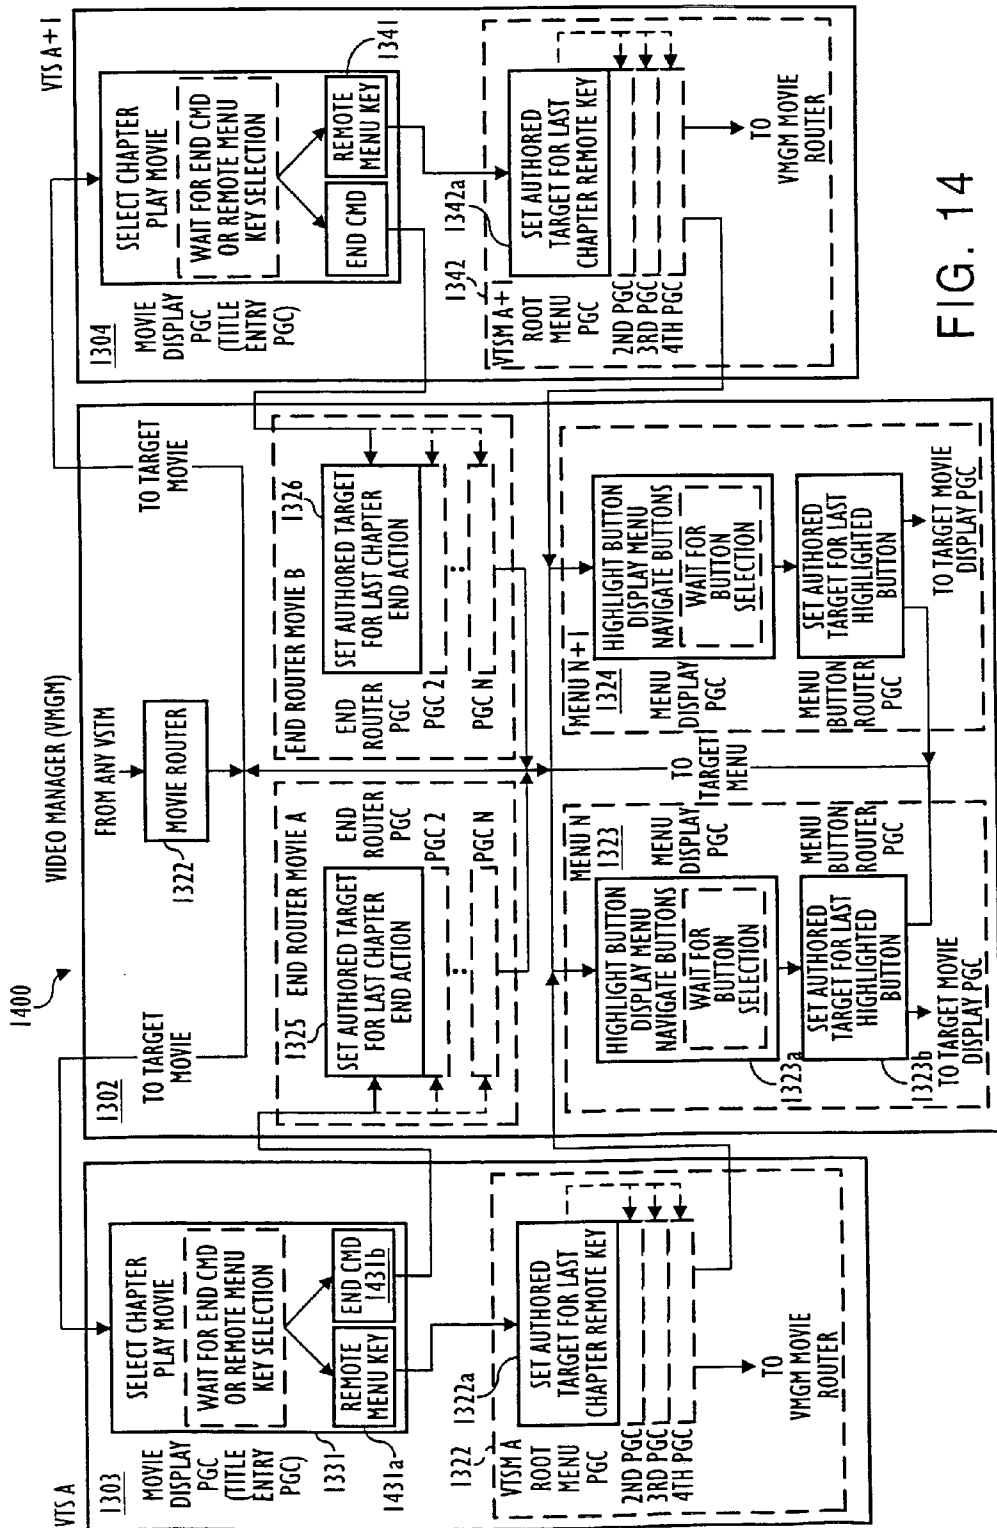 1400
VTS A
1303
MOVIE
DISPLAY
PGC
(TITLE
ENTRY
PGC)
1331
1431a
SELECT CHAPTER
PLAY MOVIE
WAIT FOR END CMD
OR REMOTE MENU
KEY SELECTION
REMOTE
MENU KEY
END CMD
1431b
1322
1322a
VTSM A
ROOT
MENU
PGC
SET AUTHORED
TARGET FOR LAST
CHAPTER REMOTE KEY
2ND PGC
3RD PGC
4TH PGC
TO
VMGM MOVIE
ROUTER
VIDEO MANAGER (VMGM)
1302
TO TARGET
MOVIE
FROM ANY VSTM
MOVIE ROUTER
1322
TO TARGET
MOVIE
1325
END ROUTER MOVIE A
SET AUTHORED TARGET
FOR LAST CHAPTER
END ACTION
END
ROUTER
PGC
PGC 2
PGC N
END ROUTER MOVIE B
1326
END
ROUTER
PGC
PGC 2
PGC N
SET AUTHORED TARGET
FOR LAST CHAPTER
END ACTION
MENU N
1323
HIGHLIGHT BUTTON
DISPLAY MENU
NAVIGATE BUTTONS
WAIT FOR
BUTTON
SELECTION
MENU
DISPLAY
PGC
1323a
SET AUTHORED
TARGET FOR LAST
HIGHLIGHTED
BUTTON
MENU
BUTTON
ROUTER
PGC
1323b
TO TARGET MOVIE
DISPLAY PGC
TO
TARGET
MENU
MENU N+1
1324
MENU
DISPLAY
PGC
HIGHLIGHT BUTTON
DISPLAY MENU
NAVIGATE BUTTONS
WAIT FOR
BUTTON
SELECTION
MENU
BUTTON
ROUTER
PGC
SET AUTHORED
TARGET FOR LAST
HIGHLIGHTED
BUTTON
TO TARGET MOVIE
DISPLAY PGC
VTS A+1
1304
MOVIE
DISPLAY
PGC
(TITLE
ENTRY
PGC)
SELECT CHAPTER
PLAY MOVIE
WAIT FOR END CMD
OR REMOTE MENU
KEY SELECTION
END CMD
REMOTE
MENU KEY
1341
1342
1342a
VTSM A+1
ROOT
MENU
PGC
SET AUTHORED
TARGET FOR LAST
CHAPTER REMOTE KEY
2ND PGC
3RD PGC
4TH PGC
TO
VMGM MOVIE
ROUTER
FIG. 14